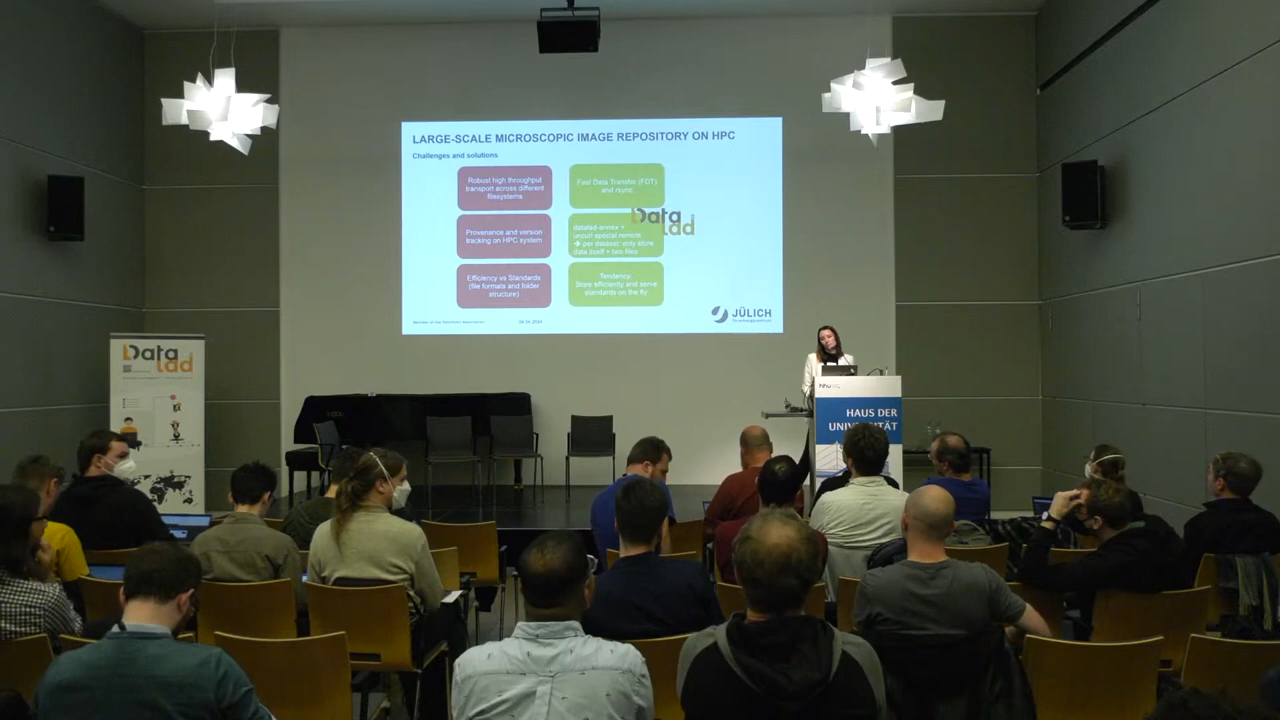 LARGE-SCALE MICROSCOPIC IMAGE REPOSITORY ON HPC
Challenges and solutions
Robust high throughput
transport across different
filesystems
Fast Data Transfer (FDT)
and rsync
Provenance and version
tracking on HPC system
datalad-annex +
uncurl special remote
➔ per dataset: only store
data itself + two files
Data
lad
Efficiency vs Standards
(file formats and folder
structure)
Tendency:
Store efficiently and serve
standards on the fly
JÜLICH
Forschungszentrum
Data
lad
hhu
HAUS DER
UNIVERSITÄT